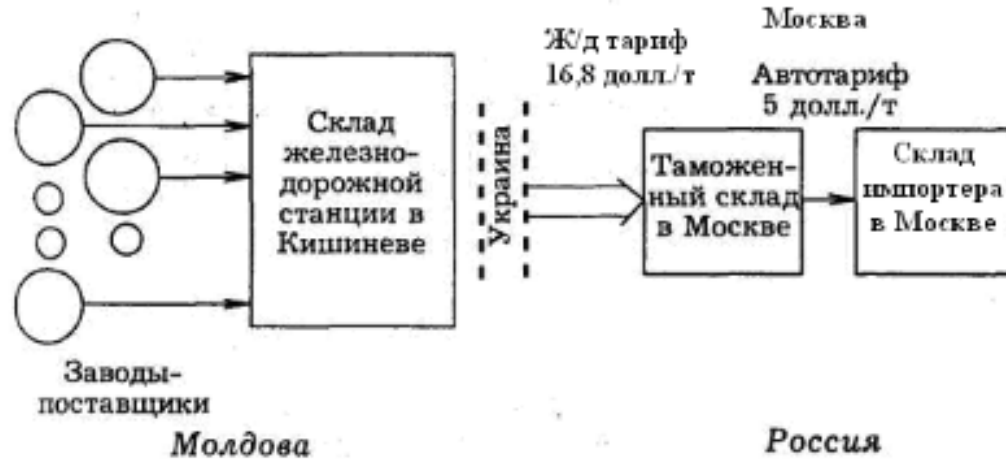 Москва
Ж/д тариф
16,8 долл./т
Автотариф
5 долл./т
Склад
железно-
дорожной
станции в
Кишиневе
Украина
Таможен-
ный склад
в Москве
Склад
импортера
в Москве
Заводы-
поставщики
Молдова
Россия